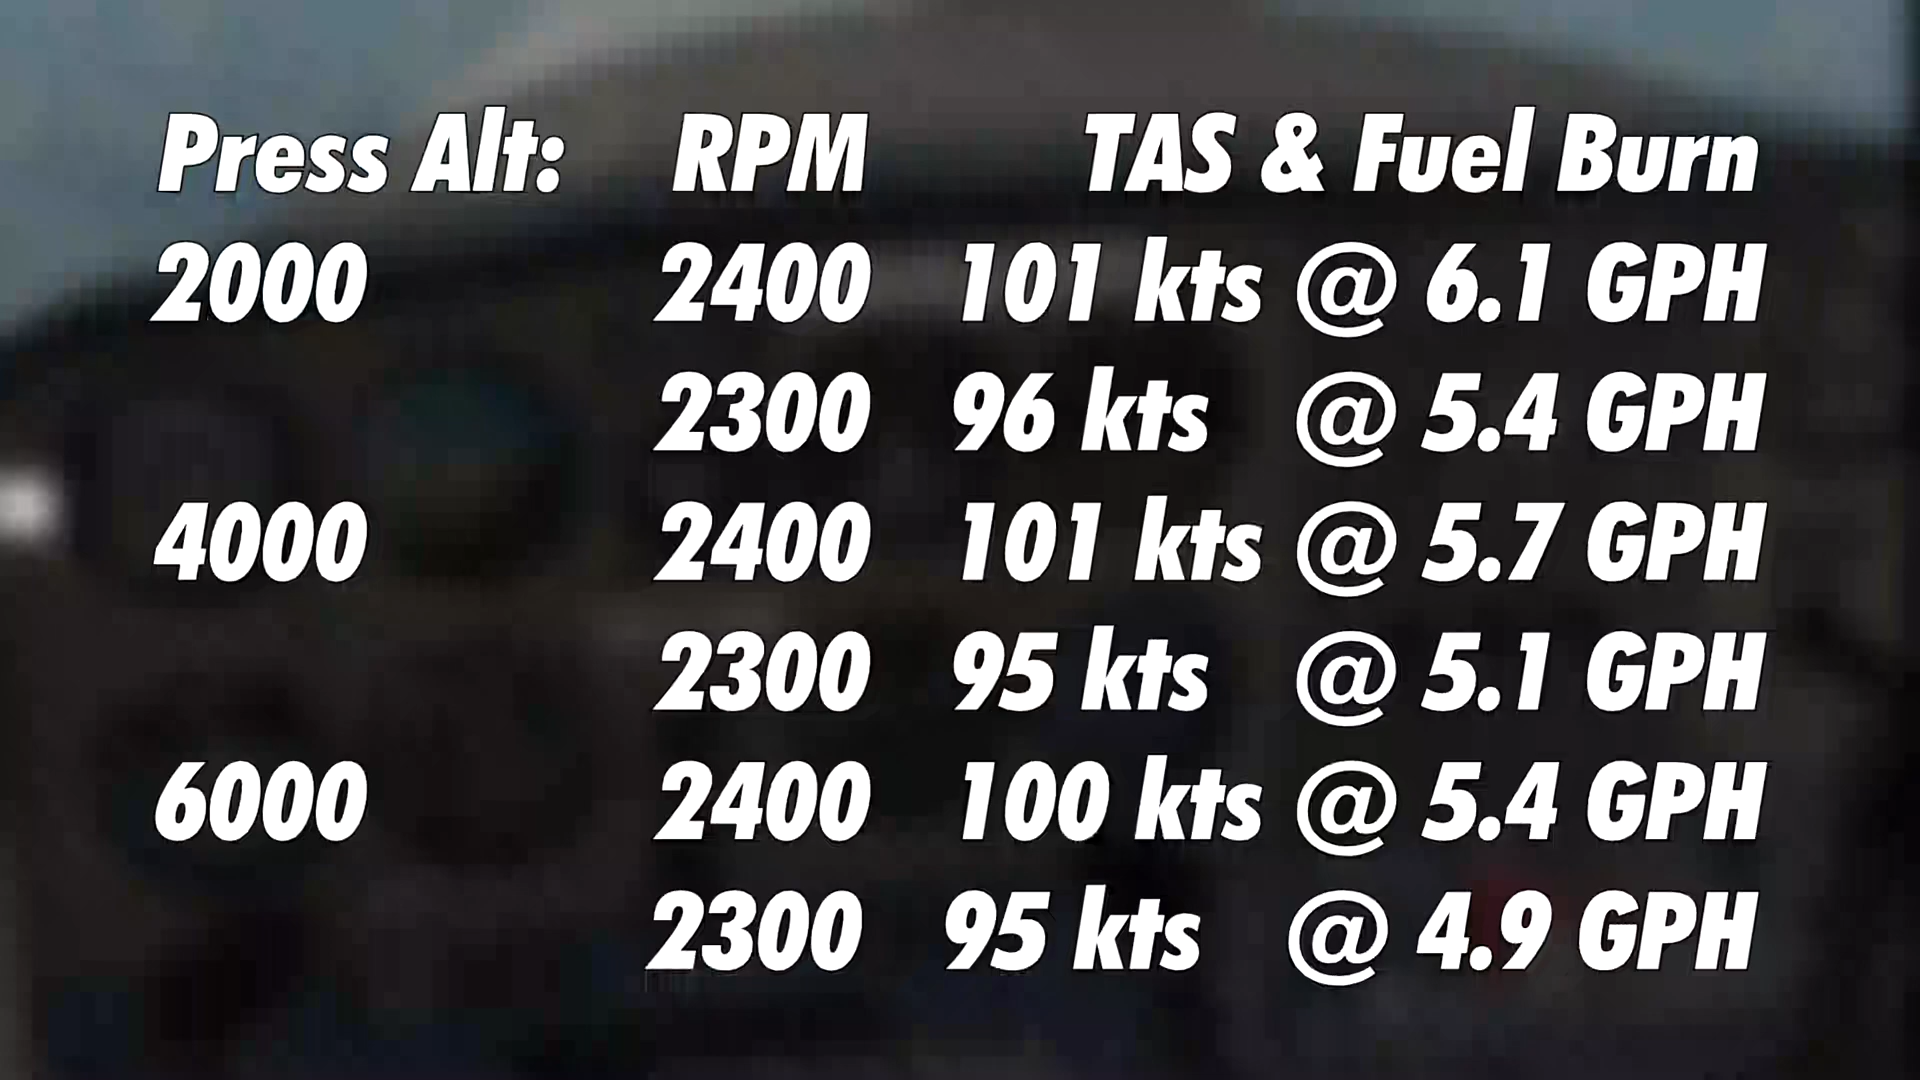 Press Alt: RPM TAS & Fuel Burn
2000 2400 101 kts @ 6.1 GPH
2300 96 kts @ 5.4 GPH
4000 2400 101 kts @ 5.7 GPH
2300 95 kts @ 5.1 GPH
6000 2400 100 kts @ 5.4 GPH
2300 95 kts @ 4.9 GPH